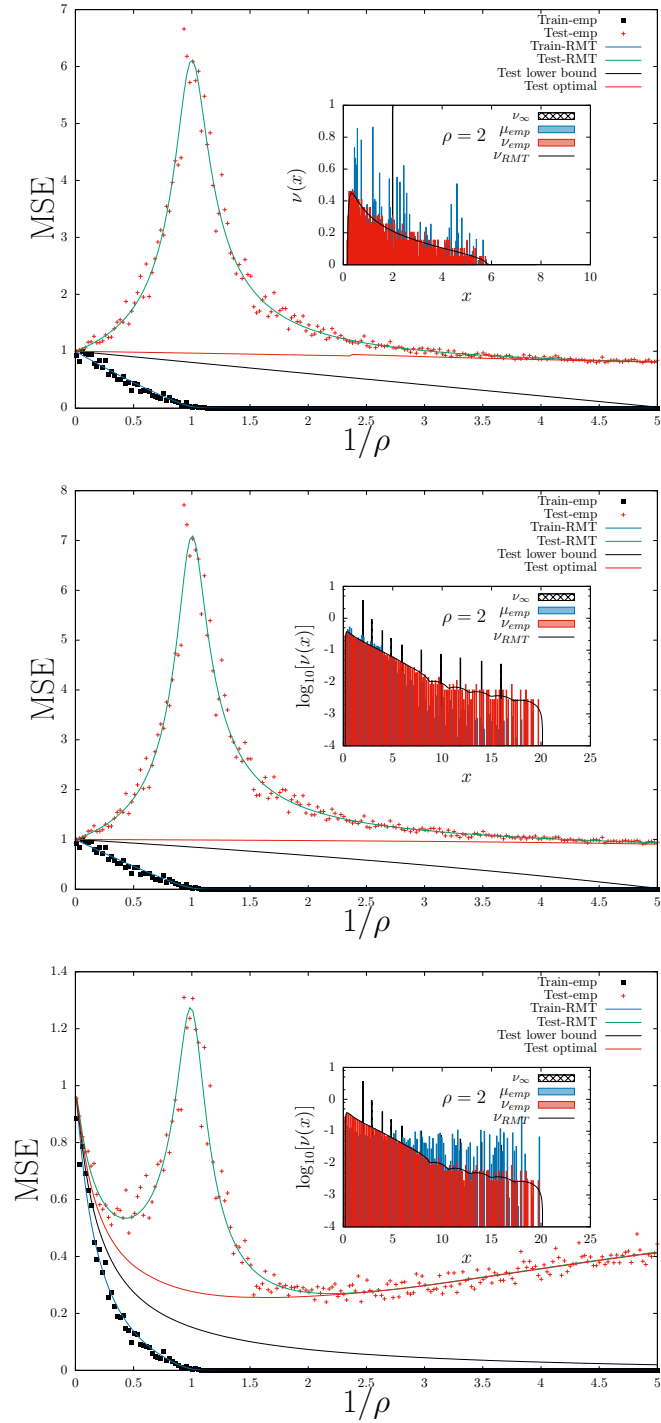 7
6
5
4
3
2
1
0
MSE
Train-emp
Test-emp
Train-RMT
Test-RMT
Test lower bound
Test optimal
1
0.8
0.6
0.4
0.2
0
ν(x)
ρ = 2
ν∞
μemp
νemp
νRMT
0 2 4 6 8 10
x
0 0.5 1 1.5 2 2.5 3 3.5 4 4.5 5
1/ρ
8
7
6
5
4
3
2
1
0
MSE
Train-emp
Test-emp
Train-RMT
Test-RMT
Test lower bound
Test optimal
1
0
-1
-2
-3
-4
log10[ν(x)]
ρ = 2
ν∞
μemp
νemp
νRMT
0 5 10 15 20 25
x
0 0.5 1 1.5 2 2.5 3 3.5 4 4.5 5
1/ρ
1.4
1.2
1
0.8
0.6
0.4
0.2
0
MSE
Train-emp
Test-emp
Train-RMT
Test-RMT
Test lower bound
Test optimal
1
0
-1
-2
-3
-4
log10[ν(x)]
ρ = 2
ν∞
μemp
νemp
νRMT
0 5 10 15 20 25
x
0 0.5 1 1.5 2 2.5 3 3.5 4 4.5 5
1/ρ